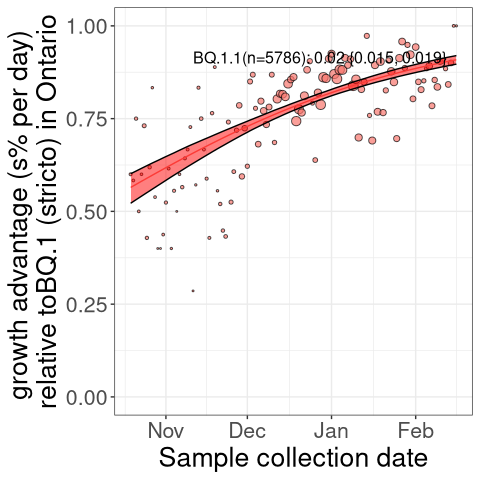 growth advantage (s% per day)
relative toBQ.1 (stricto) in Ontario
1.00
0.75
0.50
0.25
0.00
BQ.1.1(n=5786): 0.02 (0.015, 0.019)
Nov Dec Jan Feb
Sample collection date